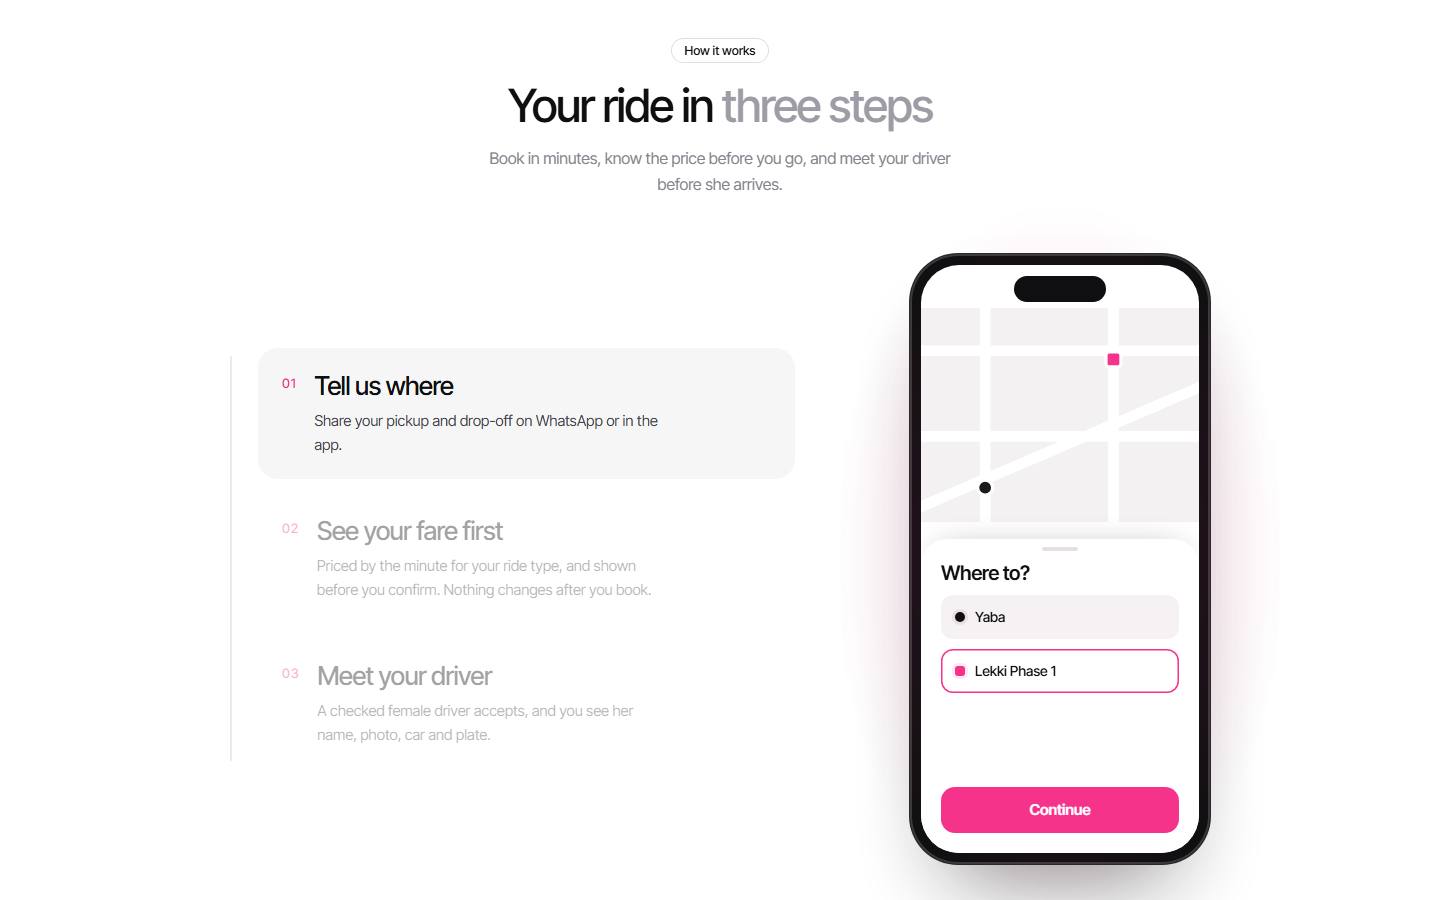 How it works
Your ride in three steps
Book in minutes, know the price before you go, and meet your driver
before she arrives.
01 Tell us where
Share your pickup and drop-off on WhatsApp or in the
app.
02 See your fare first
Priced by the minute for your ride type, and shown
before you confirm. Nothing changes after you book.
03 Meet your driver
A checked female driver accepts, and you see her
name, photo, car and plate.
Where to?
Yaba
Lekki Phase 1
Continue